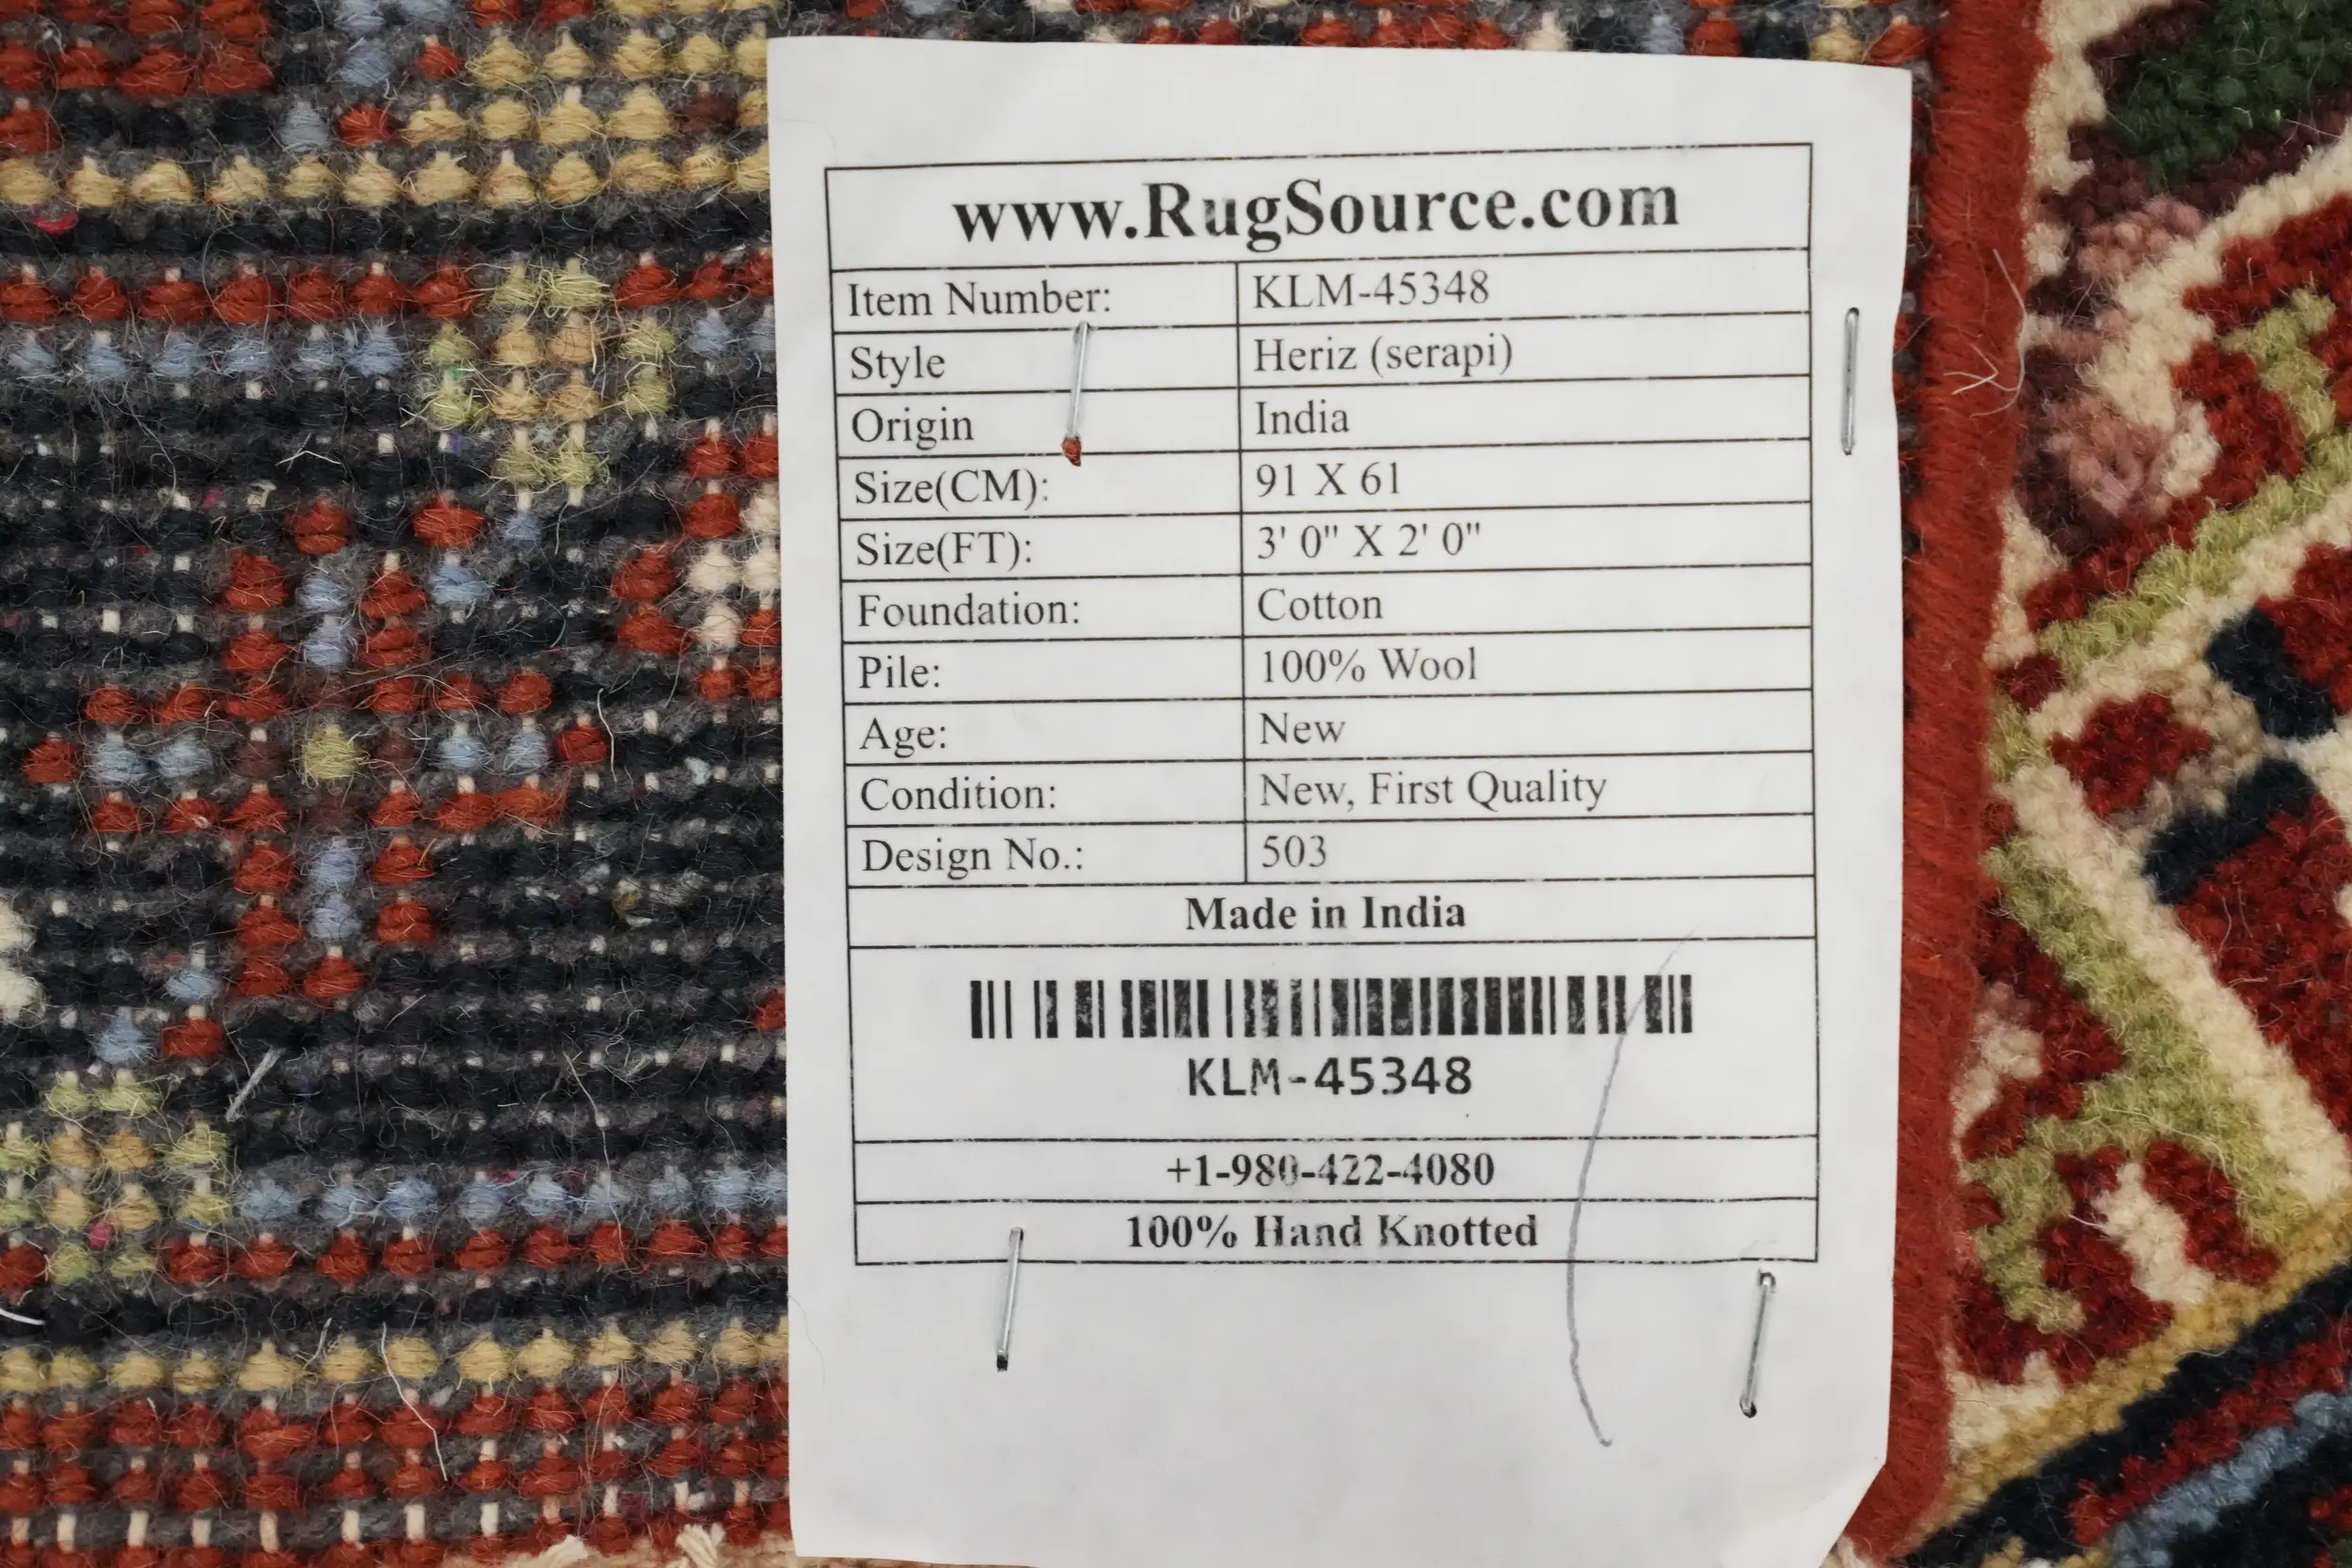 www.RugSource.com
Item Number: KLM-45348
Style Heriz (serapi)
Origin India
Size(CM): 91 X 61
Size(FT): 3' 0" X 2' 0"
Foundation: Cotton
Pile: 100% Wool
Age: New
Condition: New, First Quality
Design No.: 503
Made in India
KLM-45348
+1-980-422-4080
100% Hand Knotted